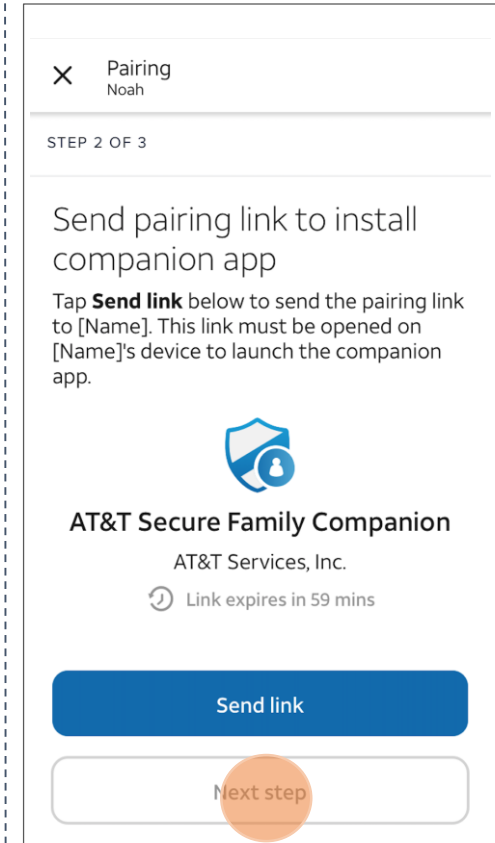 Pairing
Noah
STEP 2 OF 3
Send pairing link to install
companion app
Tap Send link below to send the pairing link
to [Name]. This link must be opened on
[Name]'s device to launch the companion
app.
AT&T Secure Family Companion
AT&T Services, Inc.
Link expires in 59 mins
Send link
Next step